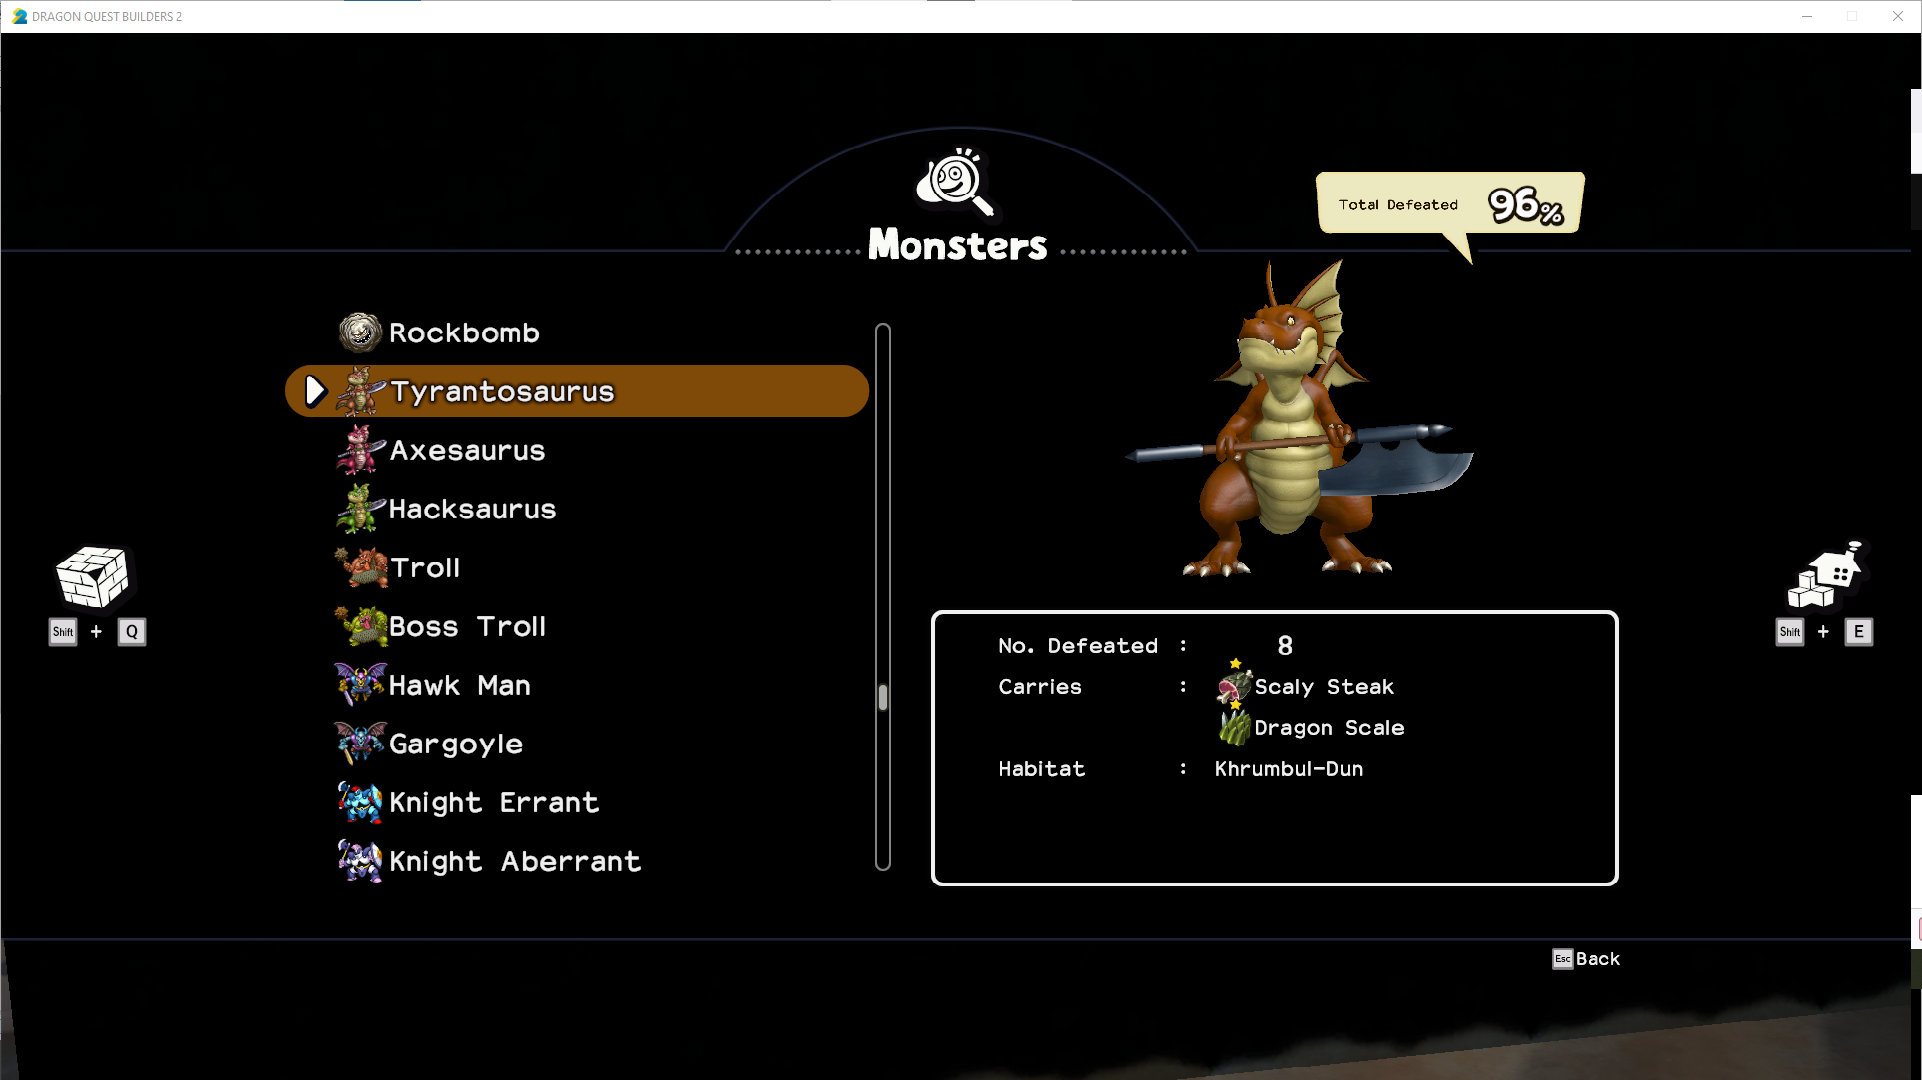 DRAGON QUEST BUILDERS 2
Total Defeated 96%
Monsters
Rockbomb
Tyrantosaurus
Axesaurus
Hacksaurus
Troll
Boss Troll
Hawk Man
Gargoyle
Knight Errant
Knight Aberrant
Shift + Q
Shift + E
No. Defeated : 8
Carries : Scaly Steak
Dragon Scale
Habitat : Khrumbul-Dun
Esc Back